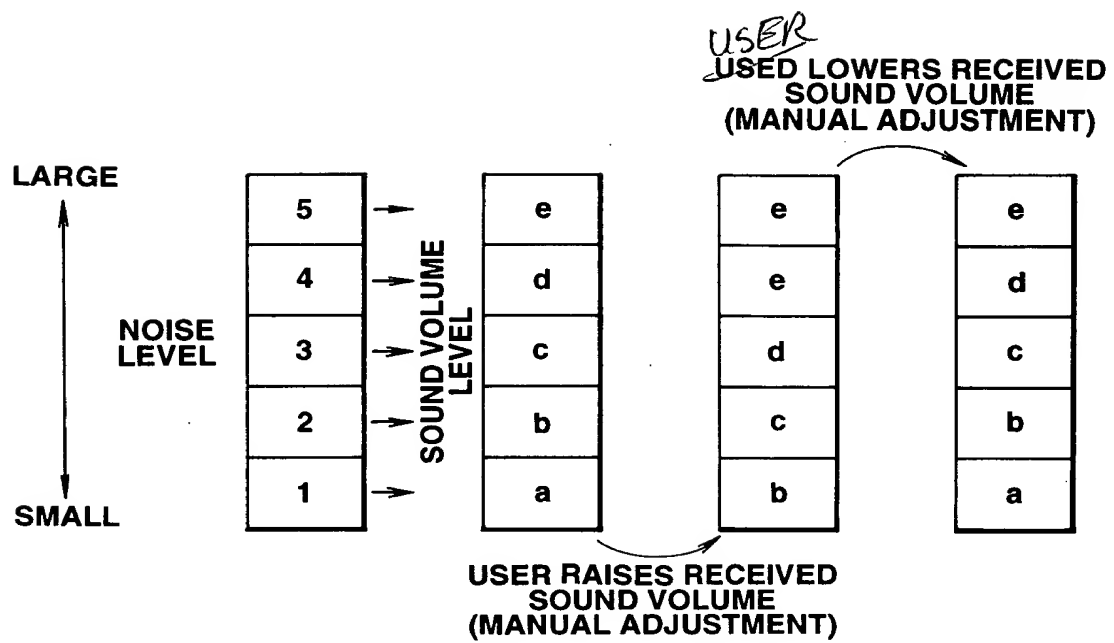 USER
USED LOWERS RECEIVED
SOUND VOLUME
(MANUAL ADJUSTMENT)
LARGE
SMALL
NOISE
LEVEL
5
4
3
2
1
SOUND VOLUME
LEVEL
e
d
c
b
a
e
e
d
c
b
e
d
c
b
a
USER RAISES RECEIVED
SOUND VOLUME
(MANUAL ADJUSTMENT)